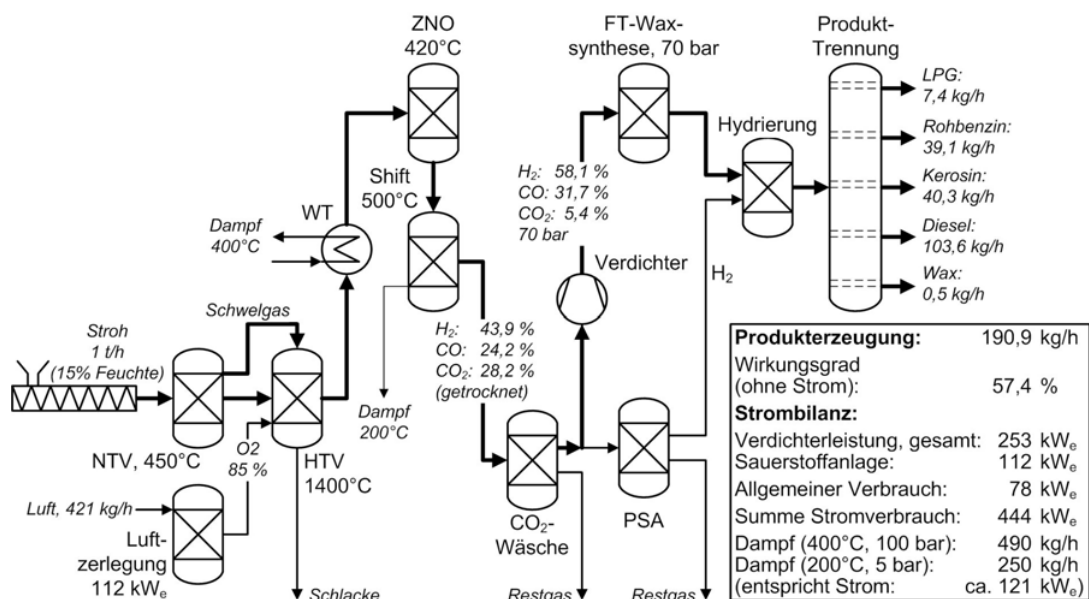 ZNO
420°C
FT-Wax-
synthese, 70 bar
Produkt-
Trennung
LPG:
7,4 kg/h
Rohbenzin:
39,1 kg/h
Kerosin:
40,3 kg/h
Diesel:
103,6 kg/h
Wax:
0,5 kg/h
Hydrierung
H₂: 58,1 %
CO: 31,7 %
CO₂: 5,4 %
70 bar
Shift
500°C
WT
Dampf
400°C
Verdichter
H₂
Schwelgas
Stroh
1 t/h
(15% Feuchte)
H₂: 43,9 %
CO: 24,2 %
CO₂: 28,2 %
(getrocknet)
Dampf
200°C
NTV, 450°C
O2
85 %
HTV
1400°C
Luft, 421 kg/h
Luft-
zerlegung
112 kWₑ
CO₂-
Wäsche
PSA
Schlacke
Restgas
Restgas
Produkterzeugung: 190,9 kg/h
Wirkungsgrad
(ohne Strom): 57,4 %
Strombilanz:
Verdichterleistung, gesamt: 253 kWₑ
Sauerstoffanlage: 112 kWₑ
Allgemeiner Verbrauch: 78 kWₑ
Summe Stromverbrauch: 444 kWₑ
Dampf (400°C, 100 bar): 490 kg/h
Dampf (200°C, 5 bar): 250 kg/h
(entspricht Strom: ca. 121 kWₑ)